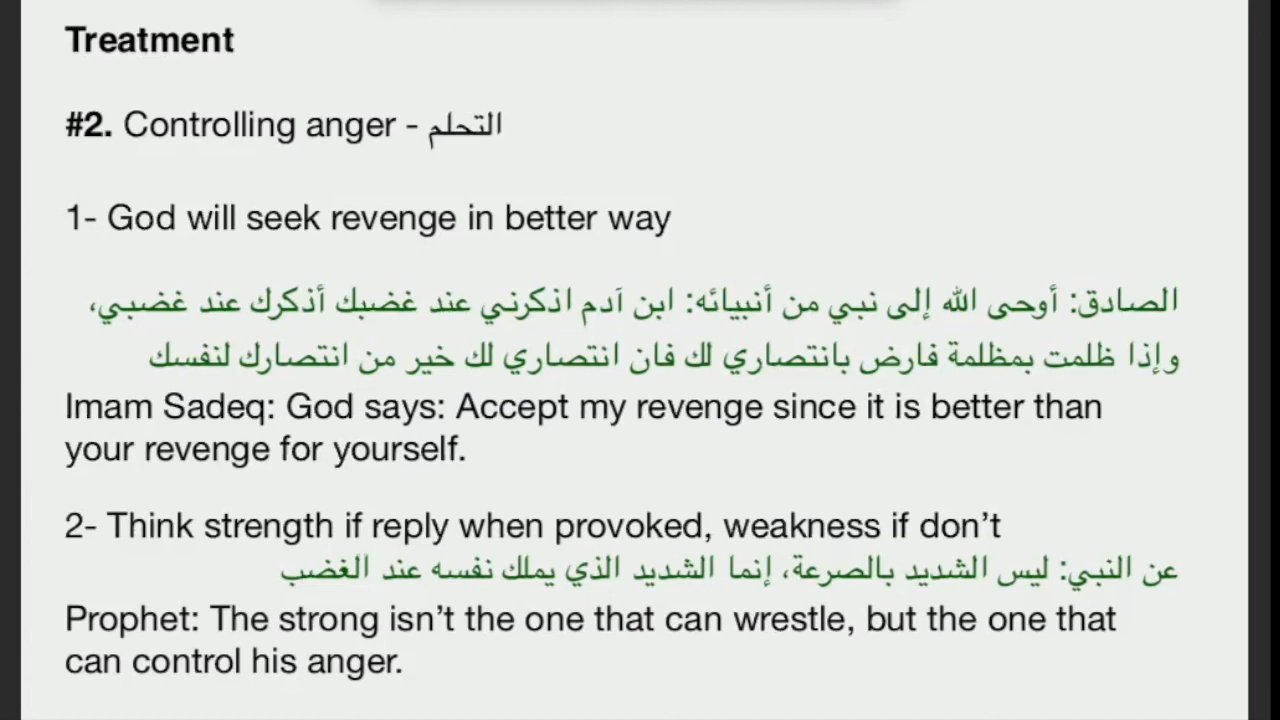 Treatment
#2. Controlling anger - التحلم
1- God will seek revenge in better way
الصادق: أوحى الله إلى نبي من أنبيائه: ابن آدم اذكرني عند غضبك أذكرك عند غضبي،
وإذا ظلمت بمظلمة فارض بانتصاري لك فان انتصاري لك خير من انتصارك لنفسك
Imam Sadeq: God says: Accept my revenge since it is better than
your revenge for yourself.
2- Think strength if reply when provoked, weakness if don’t
عن النبي: ليس الشديد بالصرعة، إنما الشديد الذي يملك نفسه عند الغضب
Prophet: The strong isn’t the one that can wrestle, but the one that
can control his anger.